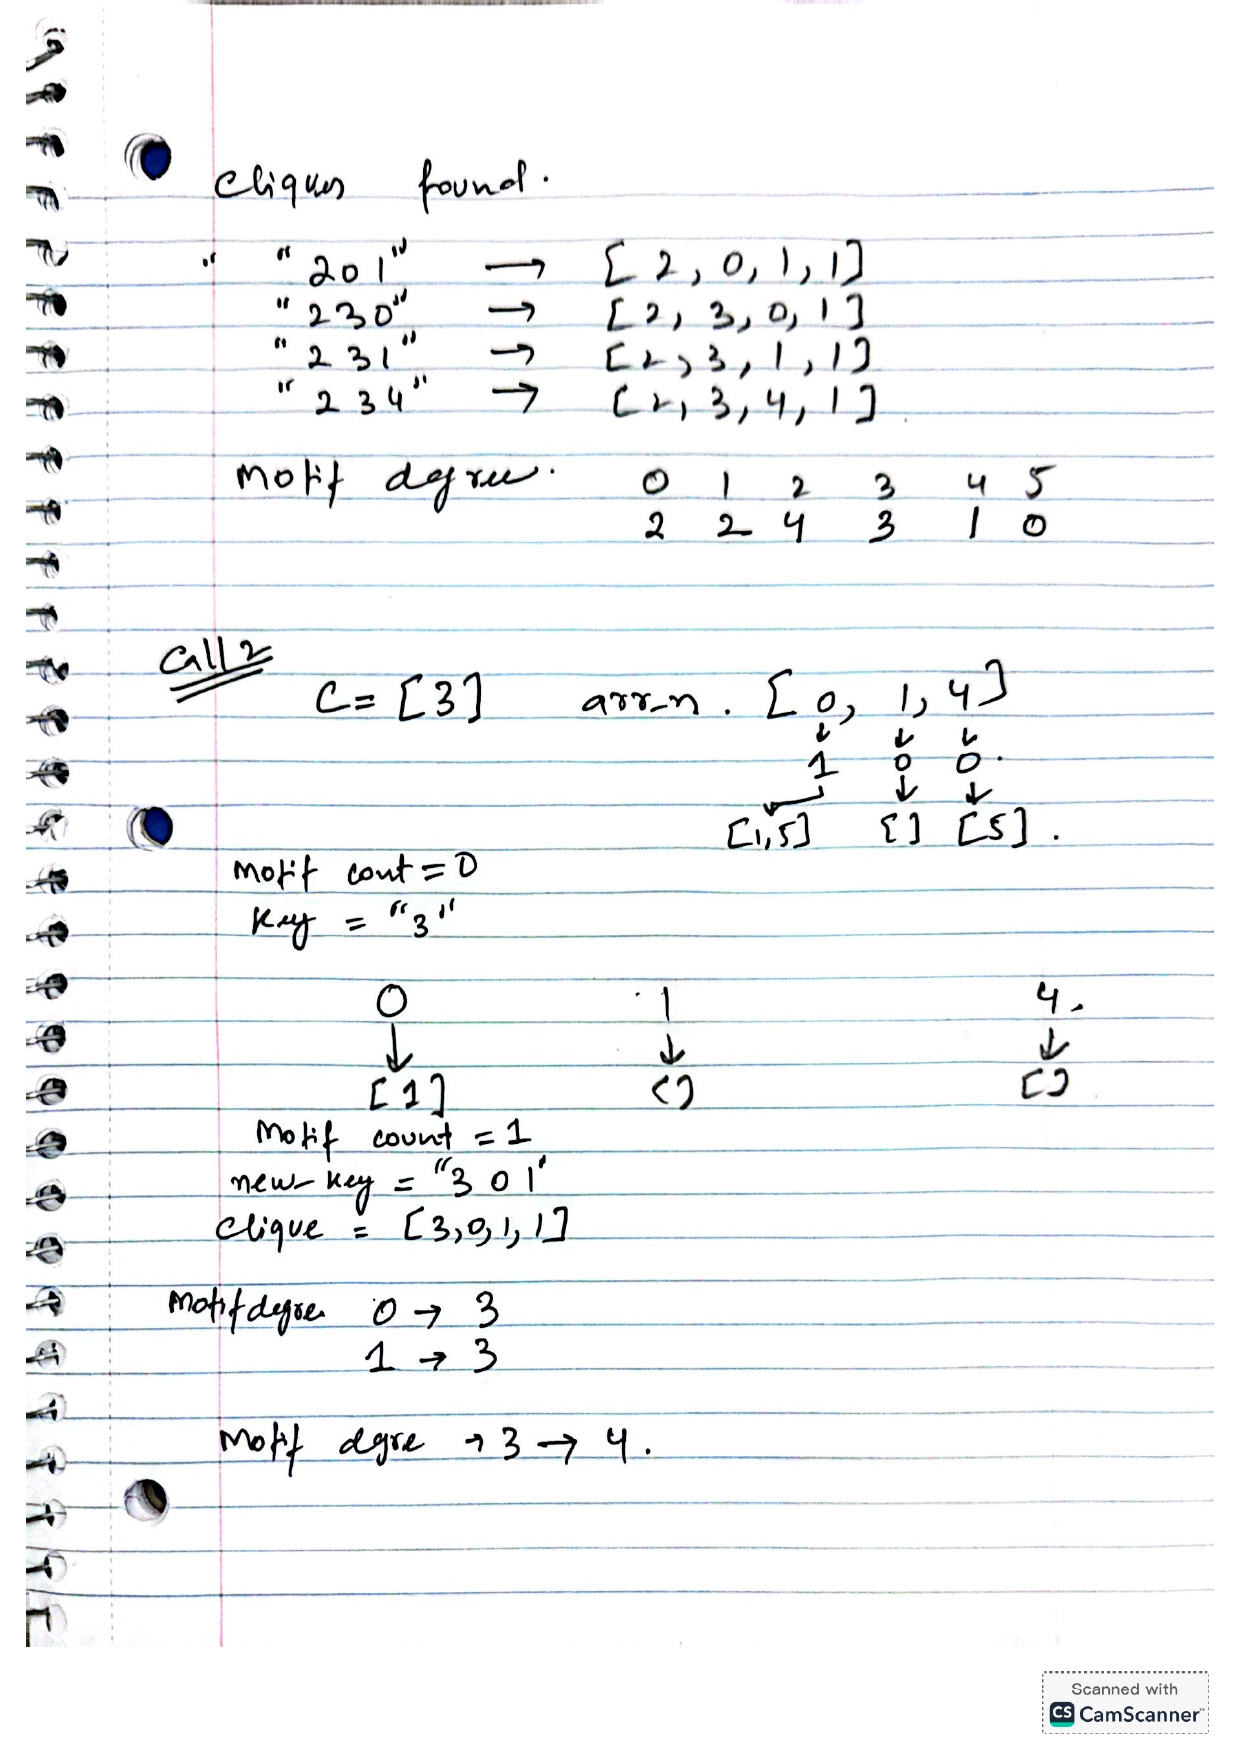 Cliques found.
" "201" → [2, 0, 1, 1]
"230" → [2, 3, 0, 1]
"231" → [2, 3, 1, 1]
"234" → [2, 3, 4, 1].
Motif degree. 0 1 2 3 4 5
2 2 4 3 1 0
Call 2
C = [3] arr_n. [0, 1, 4]
↓ ↓ ↓
1 0 0.
↓ ↓ ↓
[1,5] [] [5].
Motif cont = 0
Key = "3"
0 1 4.
↓ ↓ ↓
[1] [] []
Motif count = 1
new_key = "301"
Clique = [3,0,1,1]
Motif degre 0 → 3
1 → 3
Motif dgre → 3 → 4.
Scanned with
CS CamScanner